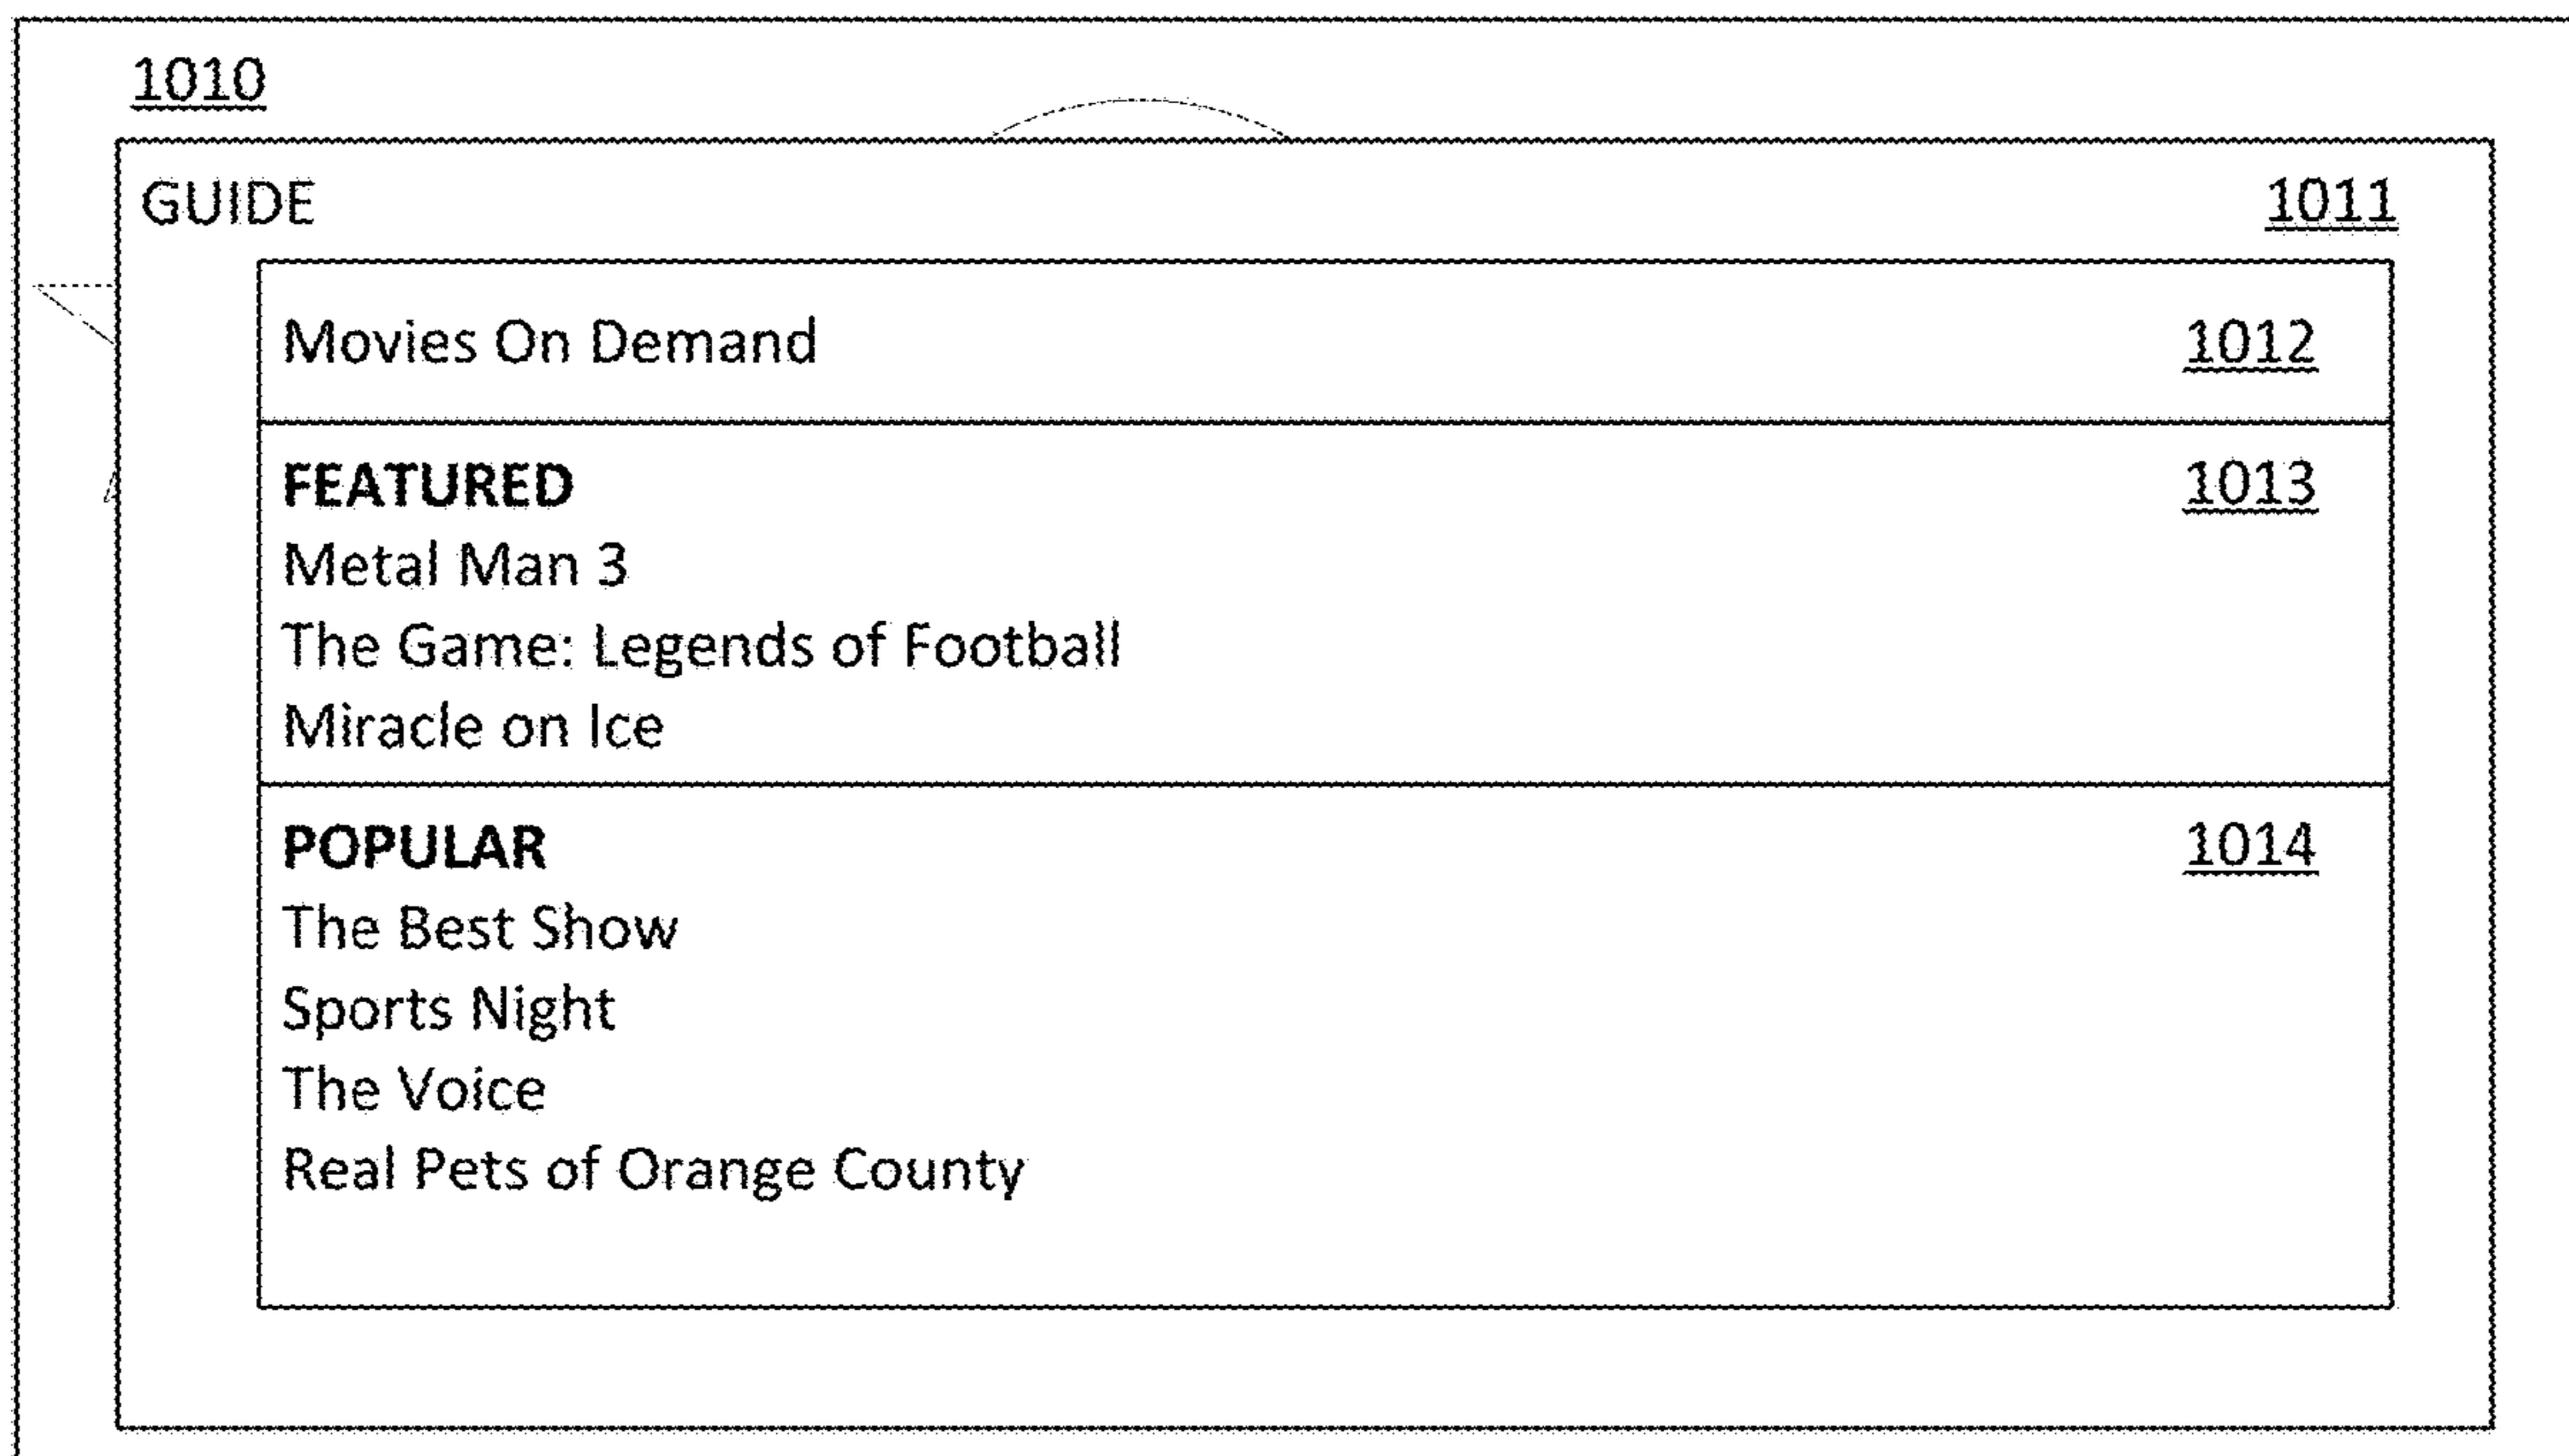 1010
GUIDE 1011
Movies On Demand 1012
FEATURED 1013
Metal Man 3
The Game: Legends of Football
Miracle on Ice
POPULAR 1014
The Best Show
Sports Night
The Voice
Real Pets of Orange County